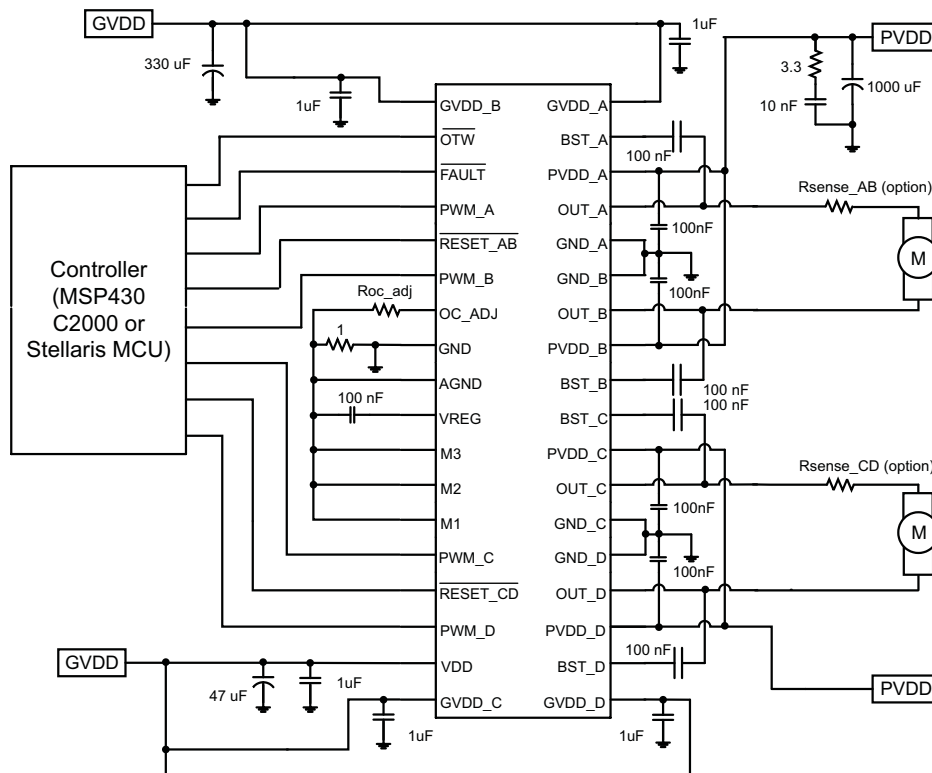 GVDD
1uF
PVDD
330 uF
3.3
1000 uF
1uF
10 nF
GVDD_B
GVDD_A
OTW
BST_A
100 nF
FAULT
PVDD_A
Rsense_AB (option)
PWM_A
OUT_A
100nF
RESET_AB
GND_A
M
Controller
(MSP430
C2000 or
Stellaris MCU)
PWM_B
GND_B
100nF
Roc_adj
OC_ADJ
OUT_B
1
GND
PVDD_B
AGND
BST_B
100 nF
100 nF
100 nF
VREG
BST_C
M3
PVDD_C
Rsense_CD (option)
M2
OUT_C
100nF
M1
GND_C
M
PWM_C
GND_D
100nF
RESET_CD
OUT_D
PWM_D
PVDD_D
100 nF
GVDD
VDD
BST_D
47 uF
1uF
PVDD
GVDD_C
GVDD_D
1uF
1uF